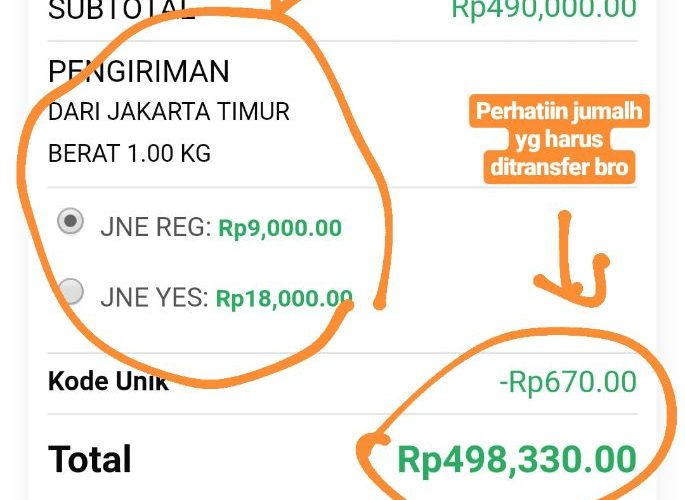 SUBTOTAL
Rp490,000.00
PENGIRIMAN
DARI JAKARTA TIMUR
BERAT 1.00 KG
Perhatiin jumalh
yg harus
ditransfer bro
JNE REG: Rp9,000.00
JNE YES: Rp18,000.00
Kode Unik
-Rp670.00
Total
Rp498,330.00